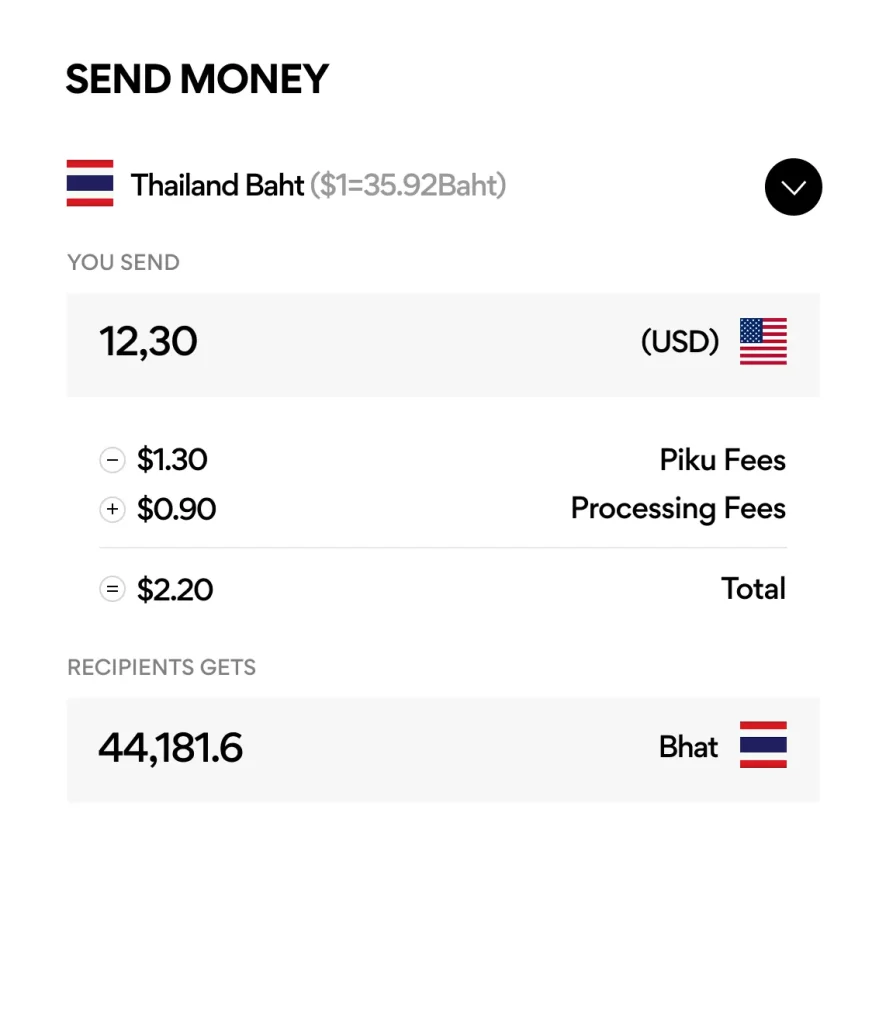 SEND MONEY
Thailand Baht ($1=35.92Baht)
YOU SEND
12,30 (USD)
− $1.30 Piku Fees
+ $0.90 Processing Fees
= $2.20 Total
RECIPIENTS GETS
44,181.6 Bhat